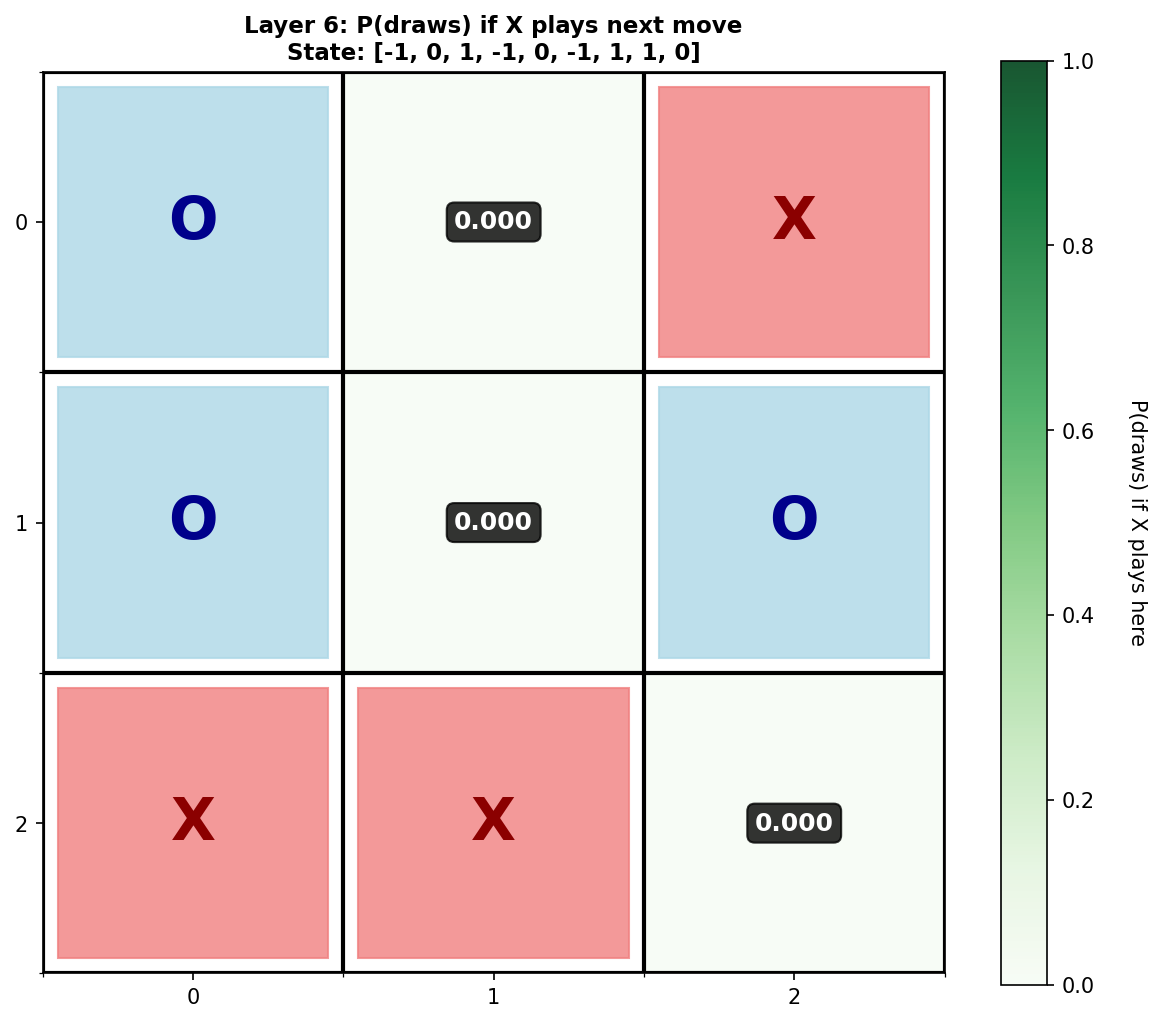 Layer 6: P(draws) if X plays next move
State: [-1, 0, 1, -1, 0, -1, 1, 1, 0]
0
O
0.000
X
1
O
0.000
O
2
X
X
0.000
0
1
2
1.0
0.8
0.6
0.4
0.2
0.0
P(draws) if X plays here